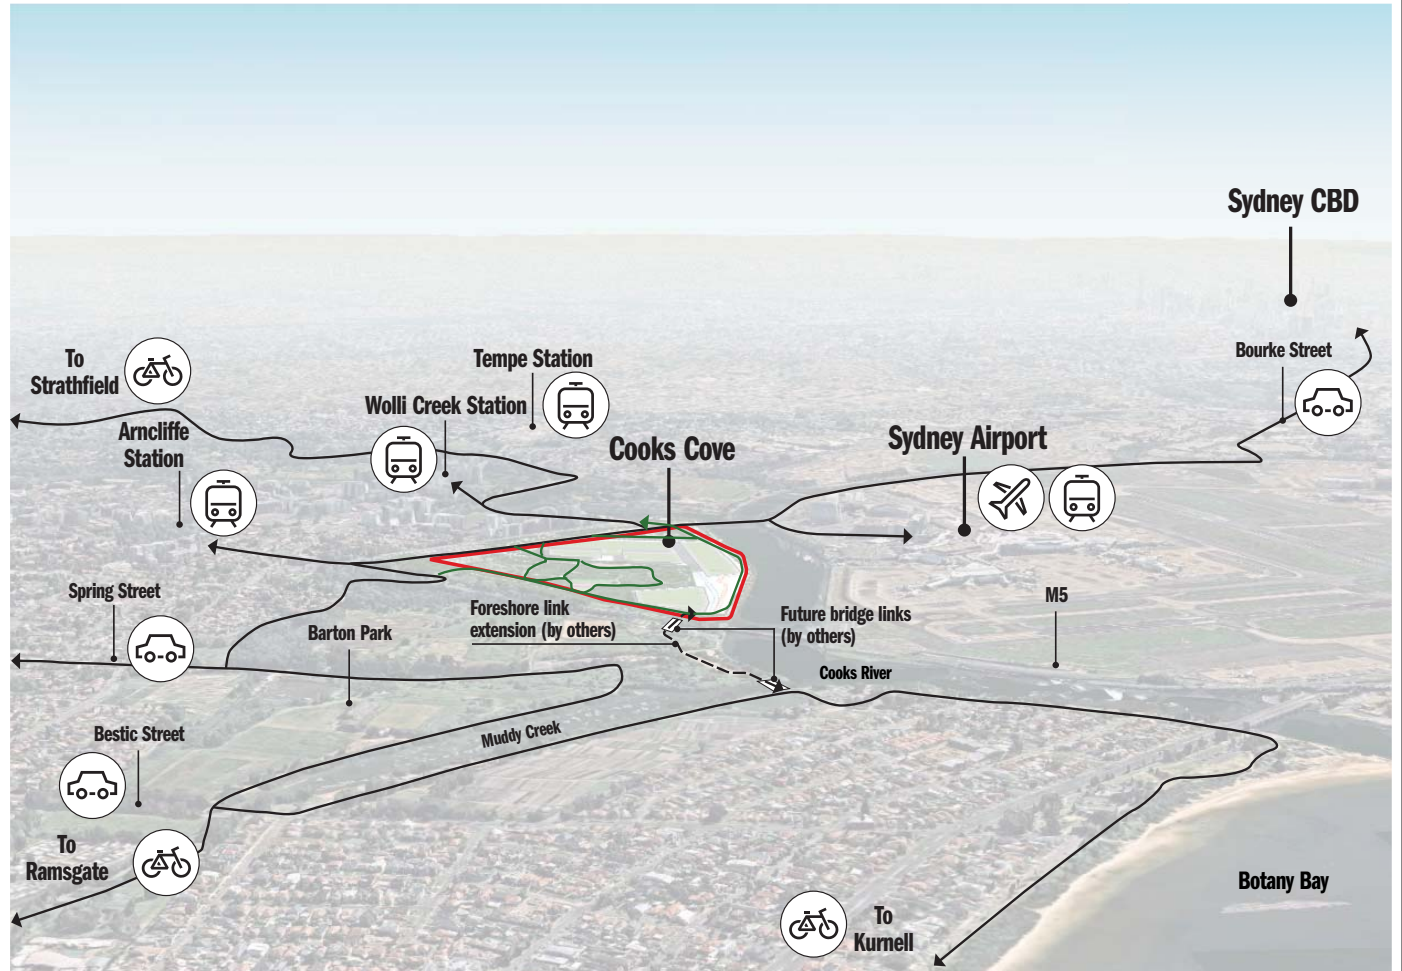 Sydney CBD
Bourke Street
To
Strathfield
Tempe Station
Wolli Creek Station
Arncliffe
Station
Cooks Cove
Sydney Airport
Spring Street
Barton Park
Foreshore link
extension (by others)
Future bridge links
(by others)
M5
Cooks River
Muddy Creek
Bestic Street
To
Ramsgate
To
Kurnell
Botany Bay